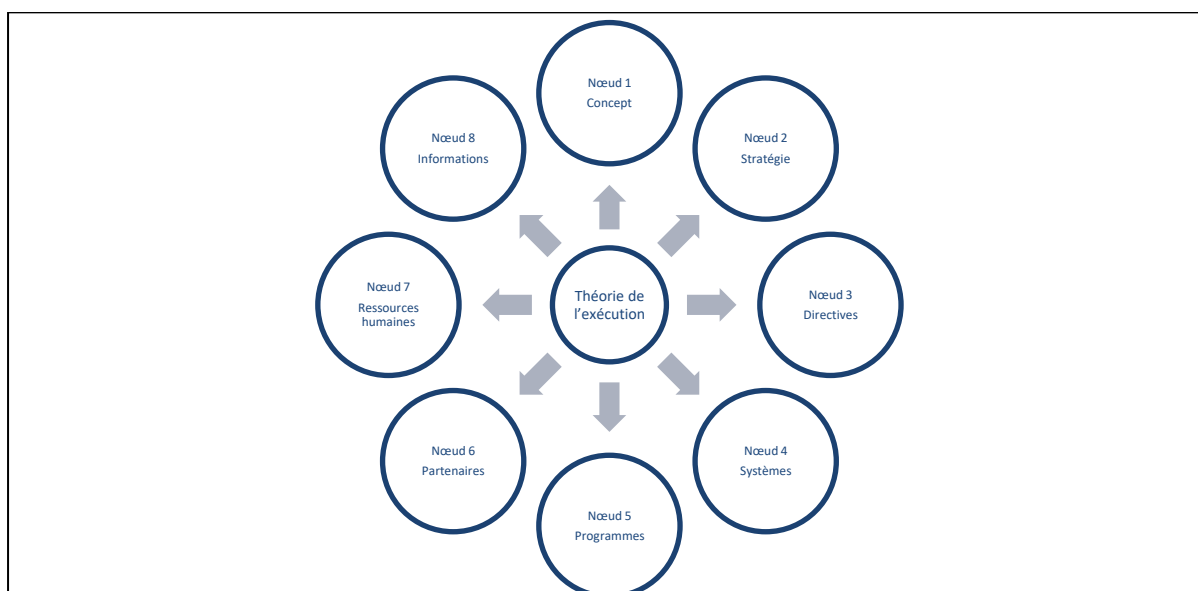 Nœud 1
Concept
Nœud 2
Stratégie
Nœud 3
Directives
Nœud 4
Systèmes
Nœud 5
Programmes
Nœud 6
Partenaires
Nœud 7
Ressources
humaines
Nœud 8
Informations
Théorie de
l’exécution